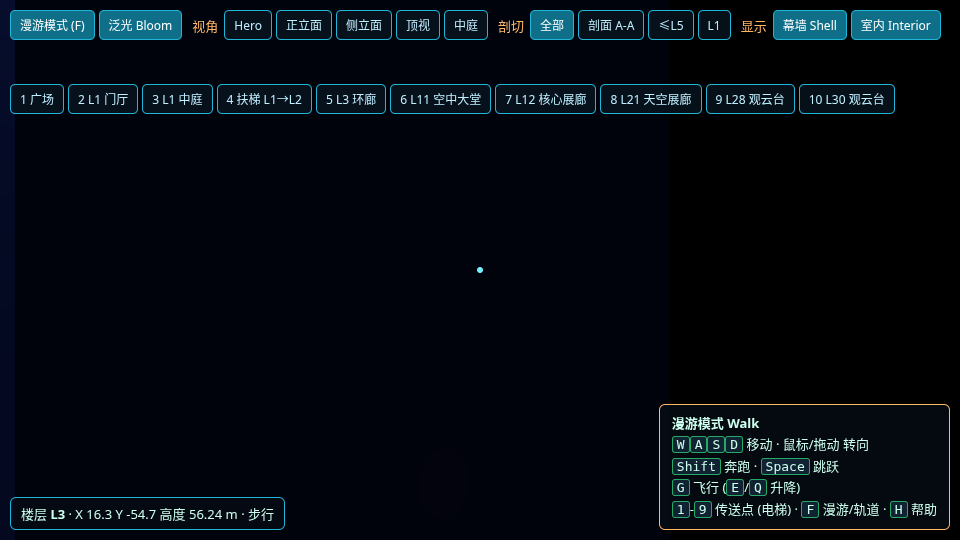 漫游模式 (F) 泛光 Bloom 视角 Hero 正立面 侧立面 顶视 中庭 剖切 全部 剖面 A-A ≤L5 L1 显示 幕墙 Shell 室内 Interior
1 广场 2 L1 门厅 3 L1 中庭 4 扶梯 L1→L2 5 L3 环廊 6 L11 空中大堂 7 L12 核心展廊 8 L21 天空展廊 9 L28 观云台 10 L30 观云台
漫游模式 Walk
W A S D 移动 · 鼠标/拖动 转向
Shift 奔跑 · Space 跳跃
G 飞行 (E/Q 升降)
1-9 传送点 (电梯) · F 漫游/轨道 · H 帮助
楼层 L3 · X 16.3 Y -54.7 高度 56.24 m · 步行